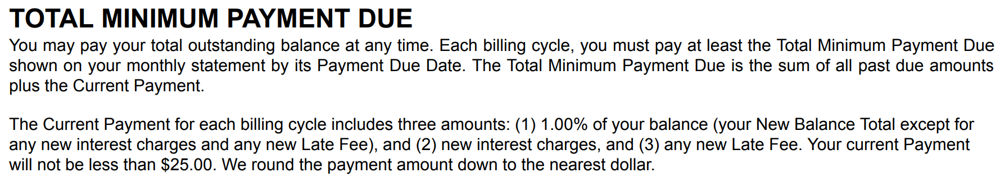 TOTAL MINIMUM PAYMENT DUE
You may pay your total outstanding balance at any time. Each billing cycle, you must pay at least the Total Minimum Payment Due
shown on your monthly statement by its Payment Due Date. The Total Minimum Payment Due is the sum of all past due amounts
plus the Current Payment.
The Current Payment for each billing cycle includes three amounts: (1) 1.00% of your balance (your New Balance Total except for
any new interest charges and any new Late Fee), and (2) new interest charges, and (3) any new Late Fee. Your current Payment
will not be less than $25.00. We round the payment amount down to the nearest dollar.